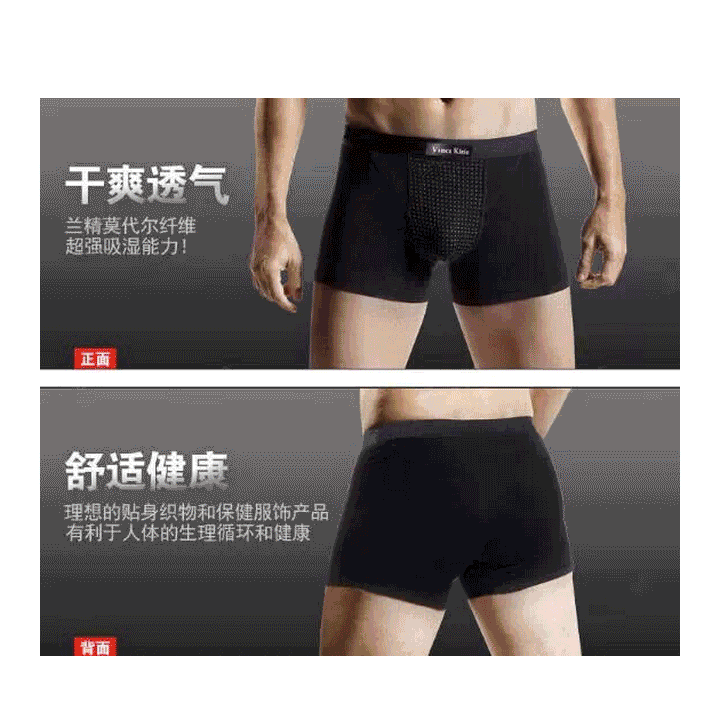 Vince Kitie
干爽透气
兰精莫代尔纤维
超强吸湿能力！
正面
舒适健康
理想的贴身织物和保健服饰产品
有利于人体的生理循环和健康
背面